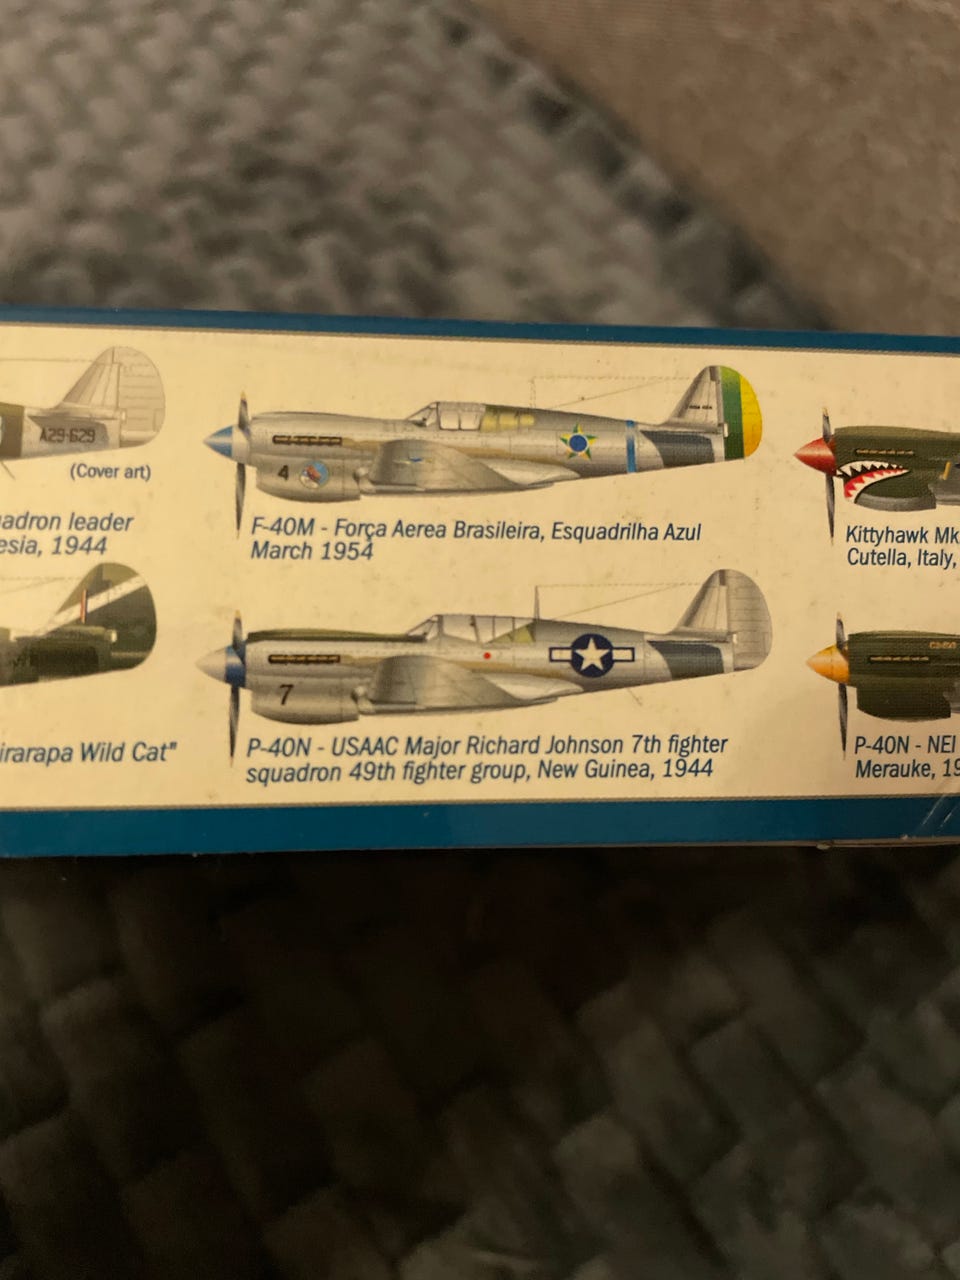 A29-629
(Cover art)
adron leader
esia, 1944
4
F-40M - Força Aerea Brasileira, Esquadrilha Azul
March 1954
Kittyhawk Mk
Cutella, Italy,
irarapa Wild Cat"
7
P-40N - USAAC Major Richard Johnson 7th fighter
squadron 49th fighter group, New Guinea, 1944
P-40N - NEI
Merauke, 19